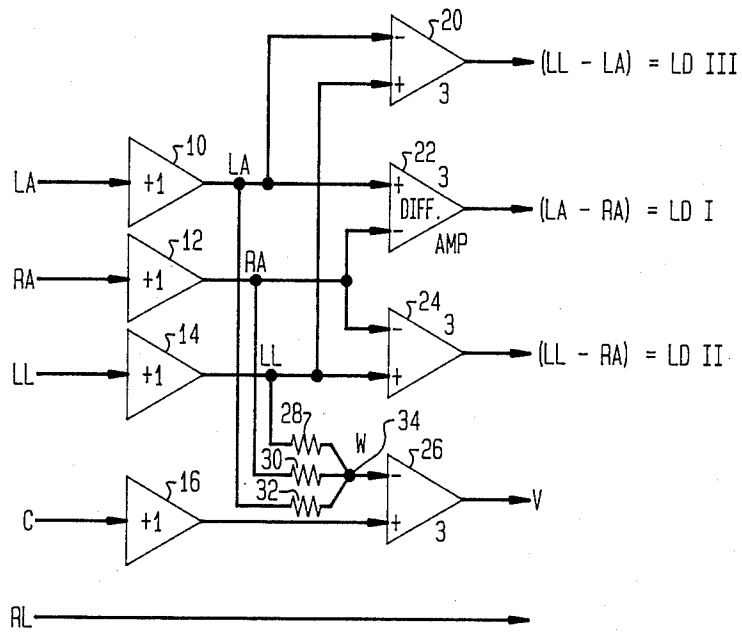 20
-
+
3
(LL - LA) = LD III
10
LA
+1
LA
22
3
+
DIFF.
-
AMP
(LA - RA) = LD I
12
RA
+1
RA
24
3
-
+
(LL - RA) = LD II
14
LL
+1
LL
28
W
34
30
26
-
32
+
3
V
16
C
+1
RL